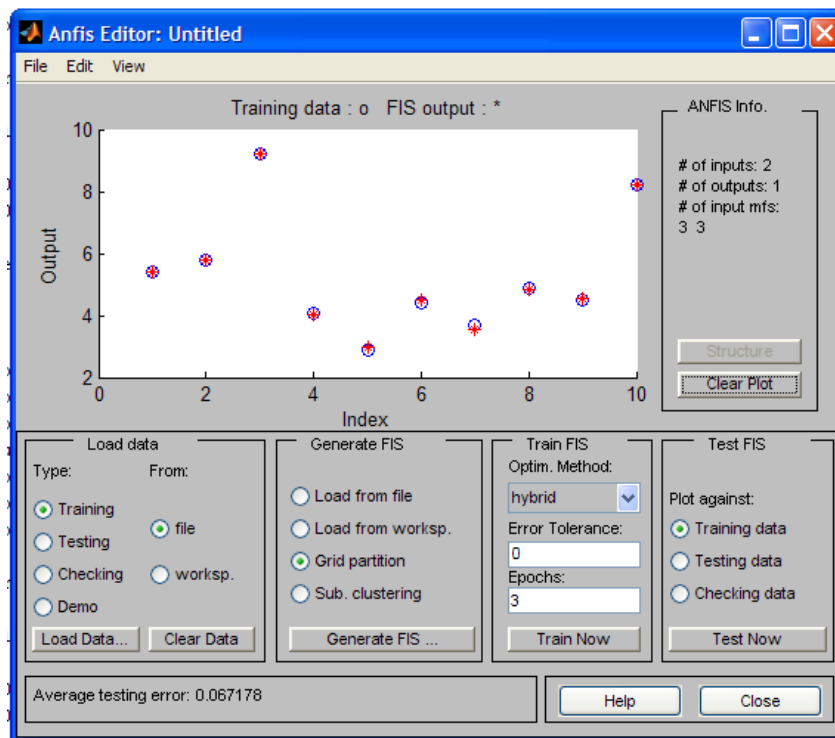 Anfis Editor: Untitled
File Edit View
Training data : o FIS output : *
10
8
6
4
2
Output
0 2 4 6 8 10
Index
ANFIS Info.
# of inputs: 2
# of outputs: 1
# of input mfs:
3 3
Structure
Clear Plot
Load data
Type: From:
Training
Testing
Checking
Demo
file
worksp.
Load Data... Clear Data
Generate FIS
Load from file
Load from worksp.
Grid partition
Sub. clustering
Generate FIS ...
Train FIS
Optim. Method:
hybrid
Error Tolerance:
0
Epochs:
3
Train Now
Test FIS
Plot against:
Training data
Testing data
Checking data
Test Now
Average testing error: 0.067178
Help Close